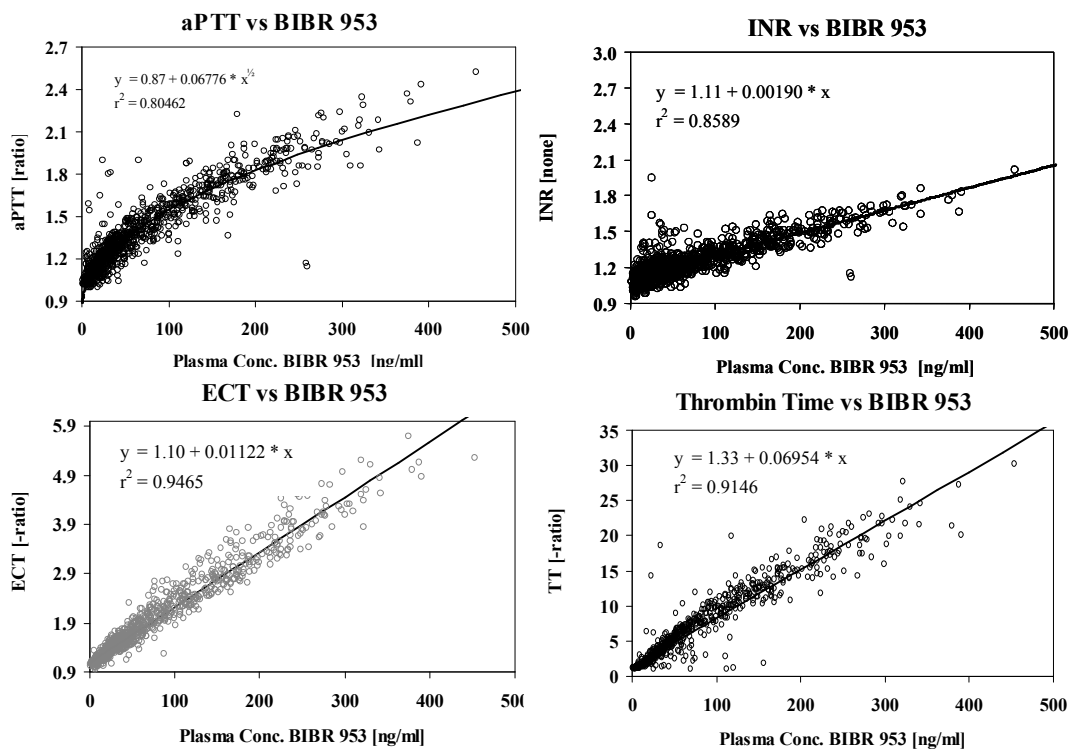 aPTT vs BIBR 953
2.7
2.4
2.1
1.8
1.5
1.2
0.9
y = 0.87 + 0.06776 * x½
r² = 0.80462
aPTT [ratio]
0
100
200
300
400
500
Plasma Conc. BIBR 953 [ng/ml]
INR vs BIBR 953
3.0
2.7
2.4
2.1
1.8
1.5
1.2
0.9
y = 1.11 + 0.00190 * x
r² = 0.8589
INR [none]
0
100
200
300
400
500
Plasma Conc. BIBR 953 [ng/ml]
ECT vs BIBR 953
5.9
4.9
3.9
2.9
1.9
0.9
y = 1.10 + 0.01122 * x
r² = 0.9465
ECT [-ratio]
0
100
200
300
400
500
Plasma Conc. BIBR 953 [ng/ml]
Thrombin Time vs BIBR 953
35
30
25
20
15
10
5
0
y = 1.33 + 0.06954 * x
r² = 0.9146
TT [-ratio]
0
100
200
300
400
500
Plasma Conc. BIBR 953 [ng/ml]